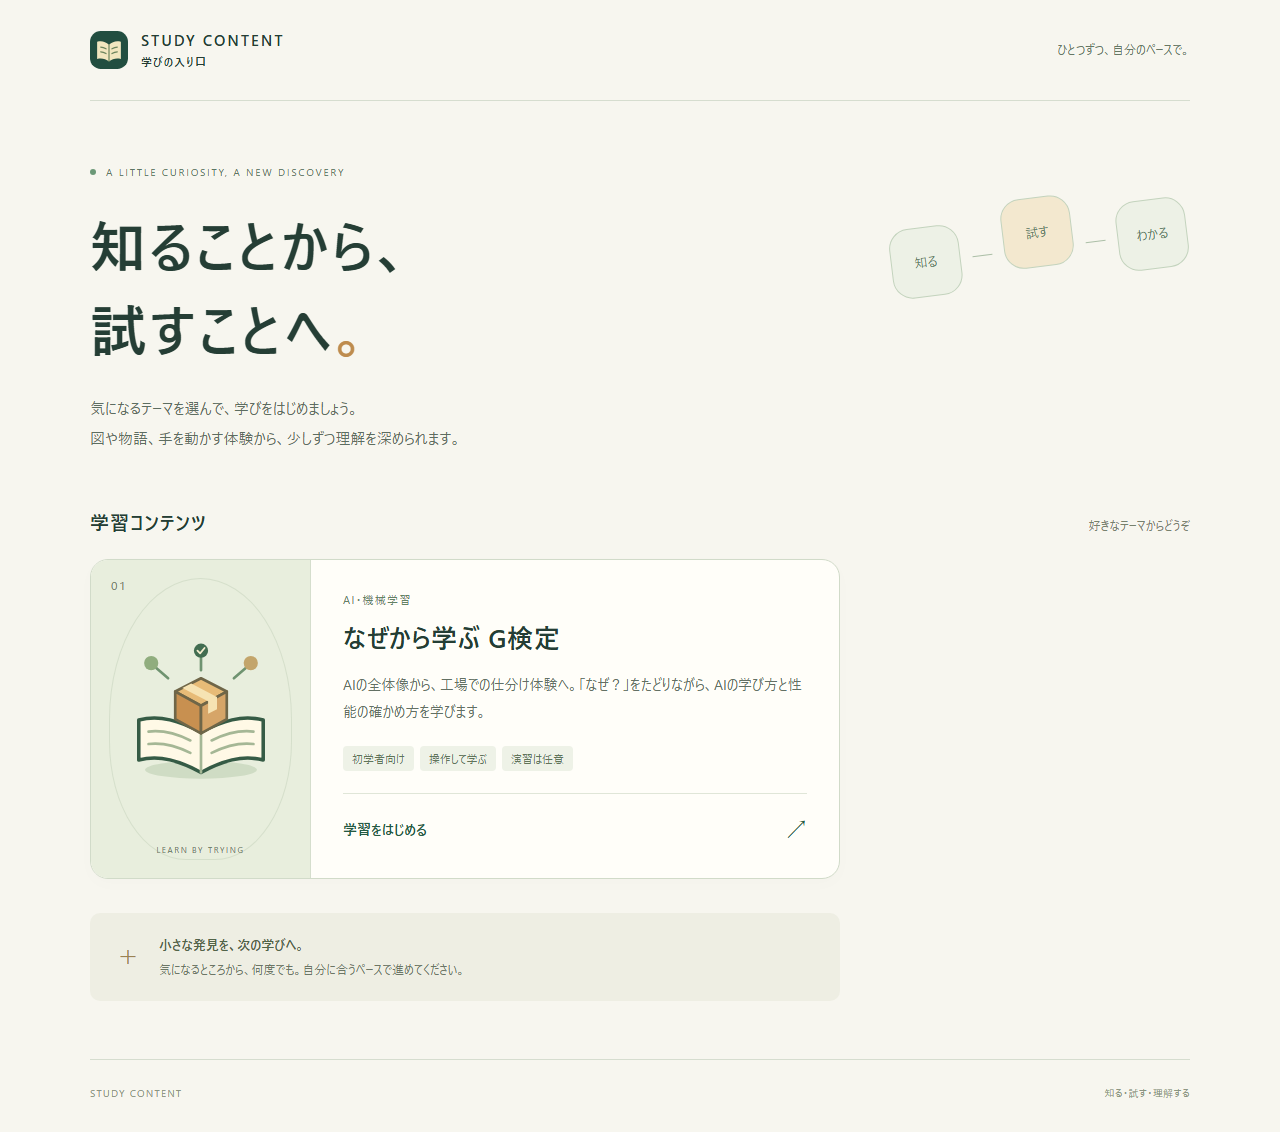 STUDY CONTENT
学びの入り口
ひとつずつ、自分のペースで。
A LITTLE CURIOSITY, A NEW DISCOVERY
知ることから、
試すことへ。
知る
試す
わかる
気になるテーマを選んで、学びをはじめましょう。
図や物語、手を動かす体験から、少しずつ理解を深められます。
学習コンテンツ
好きなテーマからどうぞ
01
LEARN BY TRYING
AI・機械学習
なぜから学ぶ G検定
AIの全体像から、工場での仕分け体験へ。「なぜ？」をたどりながら、AIの学び方と性
能の確かめ方を学びます。
初学者向け
操作して学ぶ
演習は任意
学習をはじめる
小さな発見を、次の学びへ。
気になるところから、何度でも。自分に合うペースで進めてください。
STUDY CONTENT
知る・試す・理解する